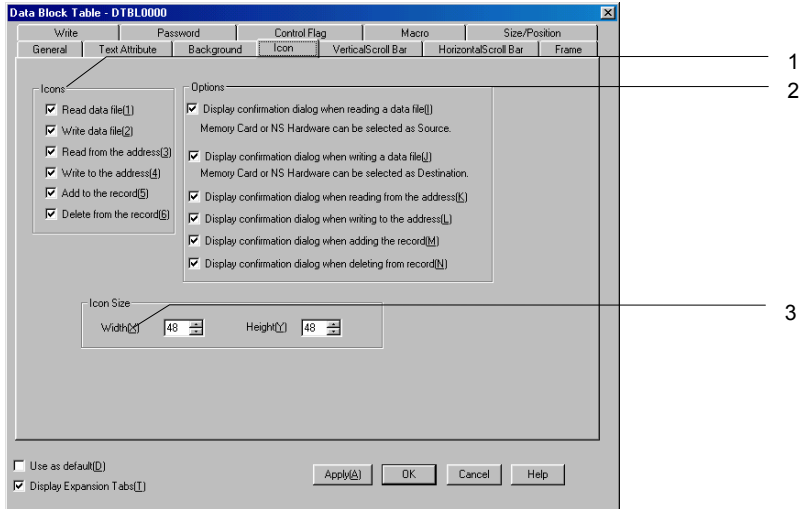 Data Block Table - DTBL0000
Write Password Control Flag Macro Size/Position
General Text Attribute Background Icon VerticalScroll Bar HorizontalScroll Bar Frame
1
Icons
Read data file(1)
Write data file(2)
Read from the address(3)
Write to the address(4)
Add to the record(5)
Delete from the record(6)
Options
2
Display confirmation dialog when reading a data file(I)
Memory Card or NS Hardware can be selected as Source.
Display confirmation dialog when writing a data file(J)
Memory Card or NS Hardware can be selected as Destination.
Display confirmation dialog when reading from the address(K)
Display confirmation dialog when writing to the address(L)
Display confirmation dialog when adding the record(M)
Display confirmation dialog when deleting from record(N)
Icon Size
3
Width(X) 48 Height(Y) 48
Use as default(D)
Display Expansion Tabs(T)
Apply(A) OK Cancel Help